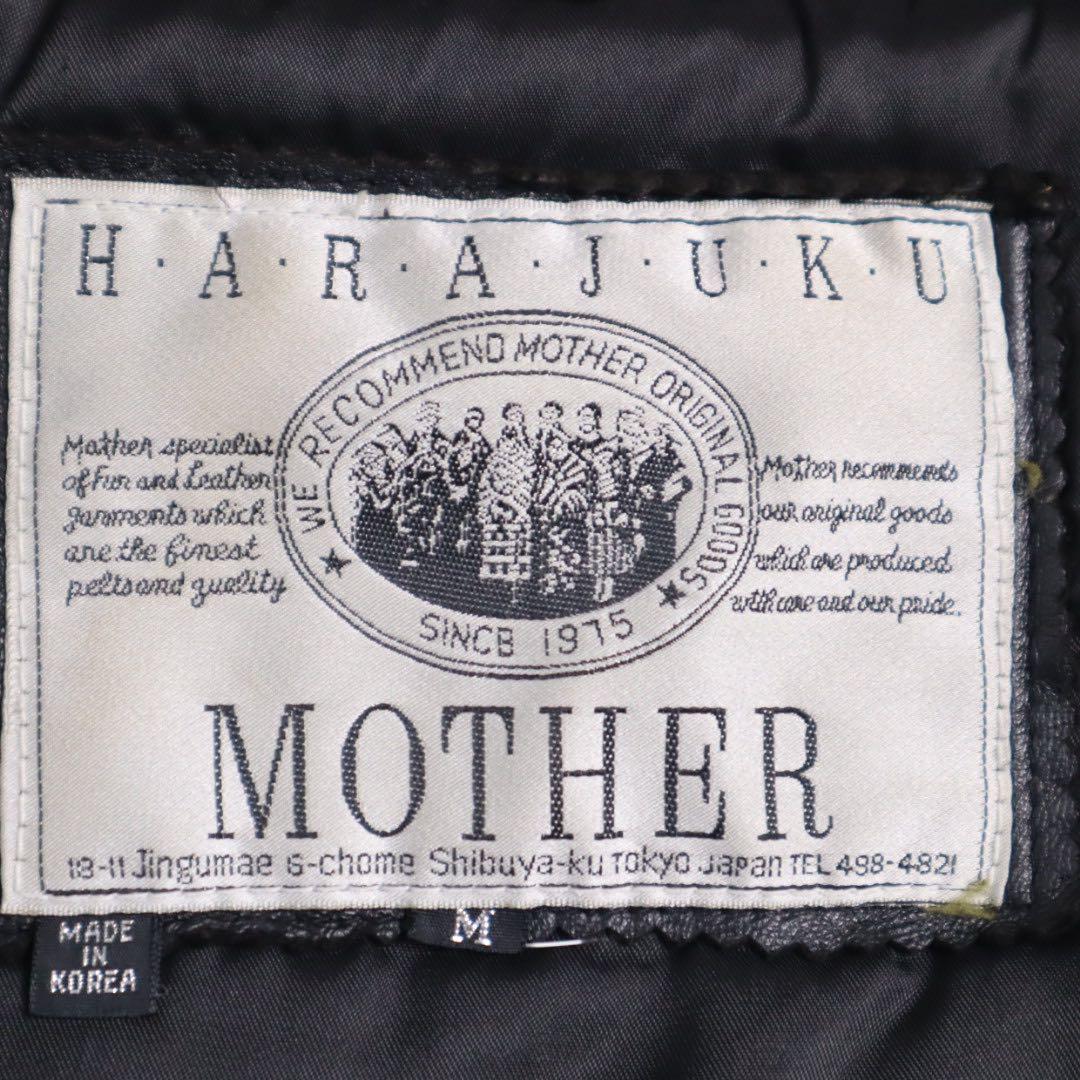 H·A·R·A·J·U·K·U
WE RECOMMEND MOTHER ORIGINAL GOODS
★ ★
SINCE 1975
Mother specialist
of Fur and Leather
garments which
are the finest
pelts and quality
Mother recommends
our original goods
which are produced
with care and our pride.
MOTHER
18-11 Jingumae 6-chome Shibuya-ku Tokyo Japan TEL 498-4821
MADE
IN
KOREA
M